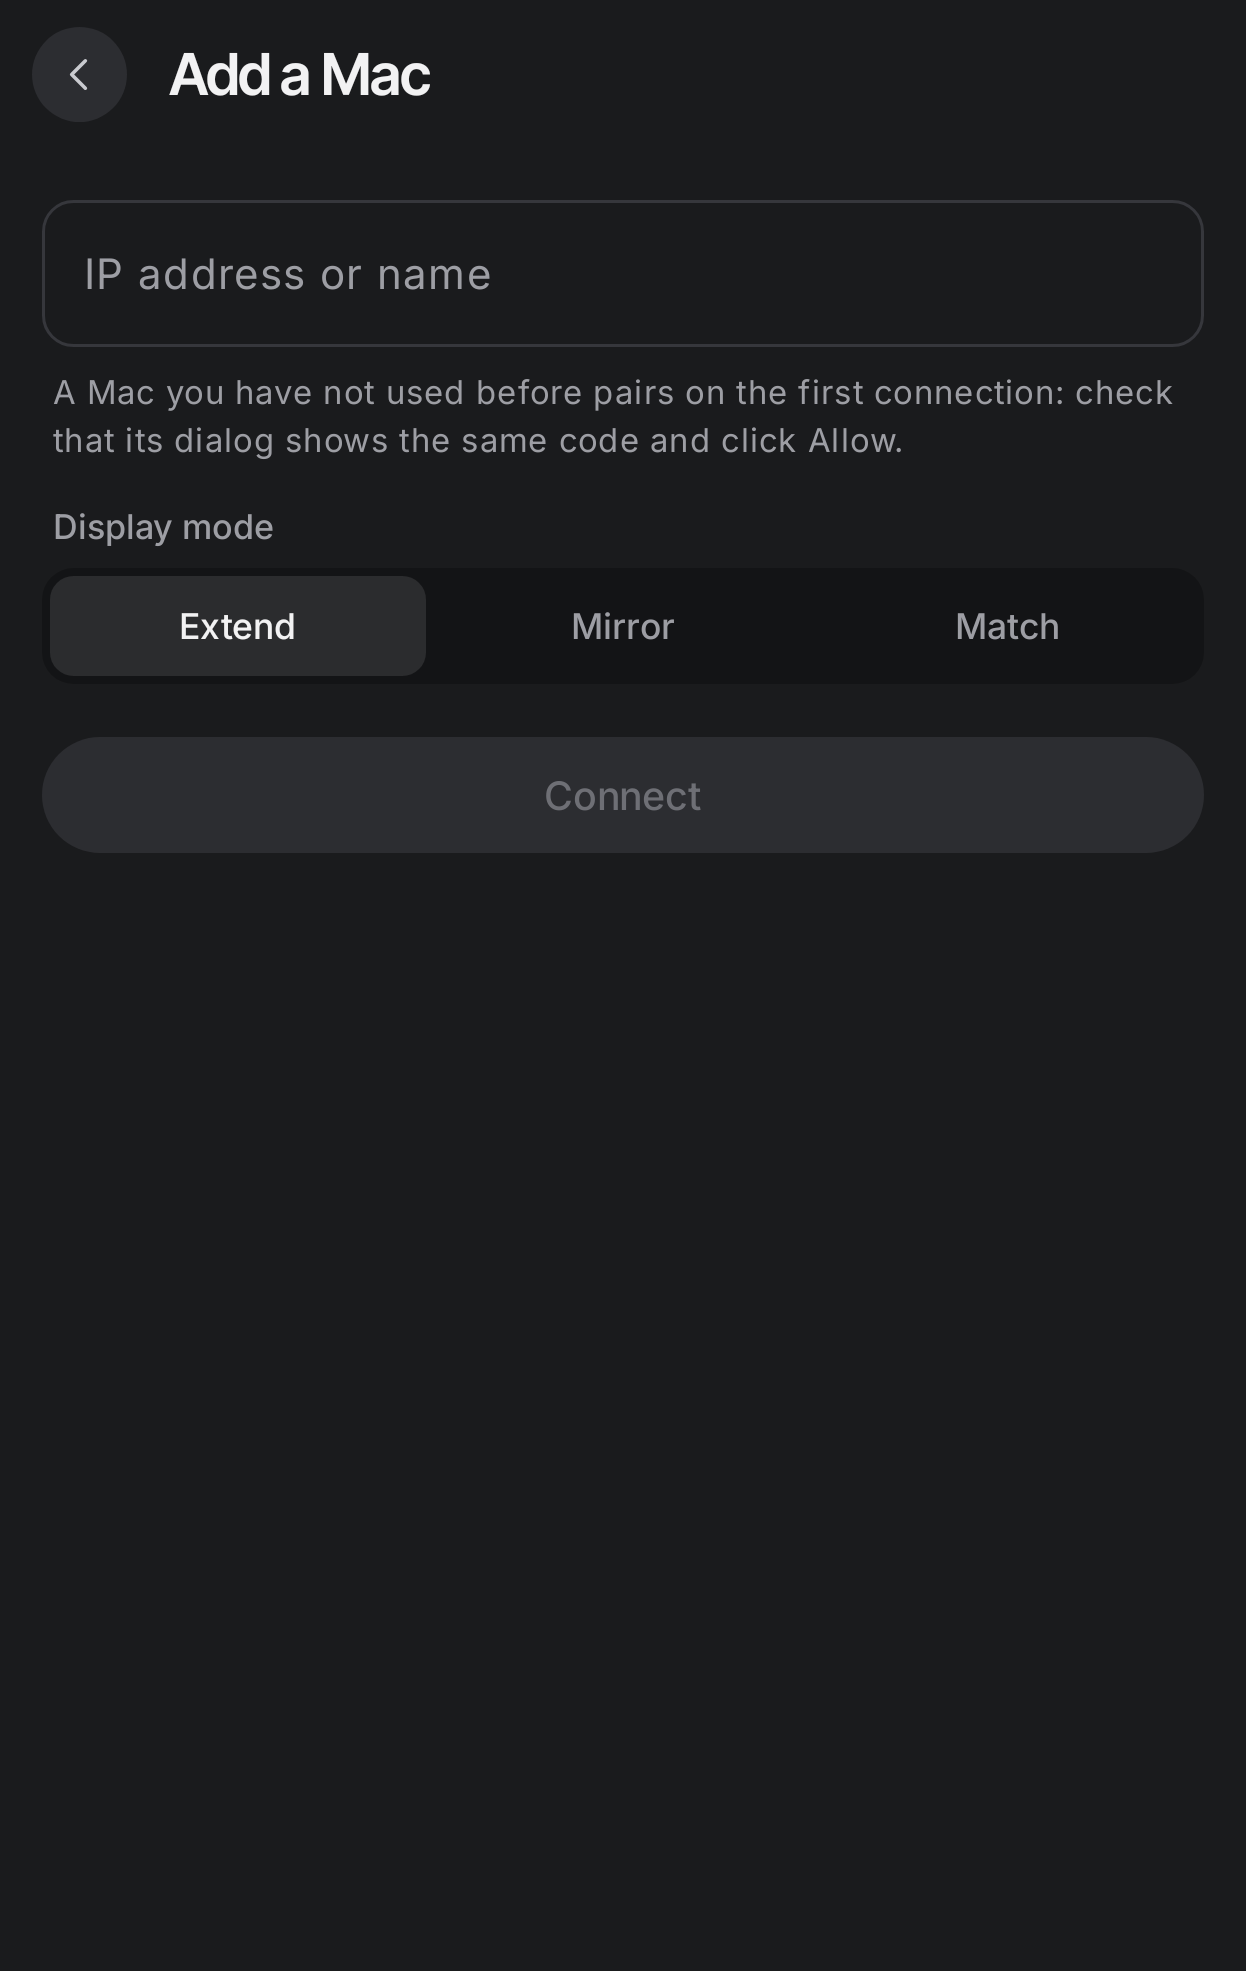 Add a Mac
IP address or name
A Mac you have not used before pairs on the first connection: check
that its dialog shows the same code and click Allow.
Display mode
Extend
Mirror
Match
Connect